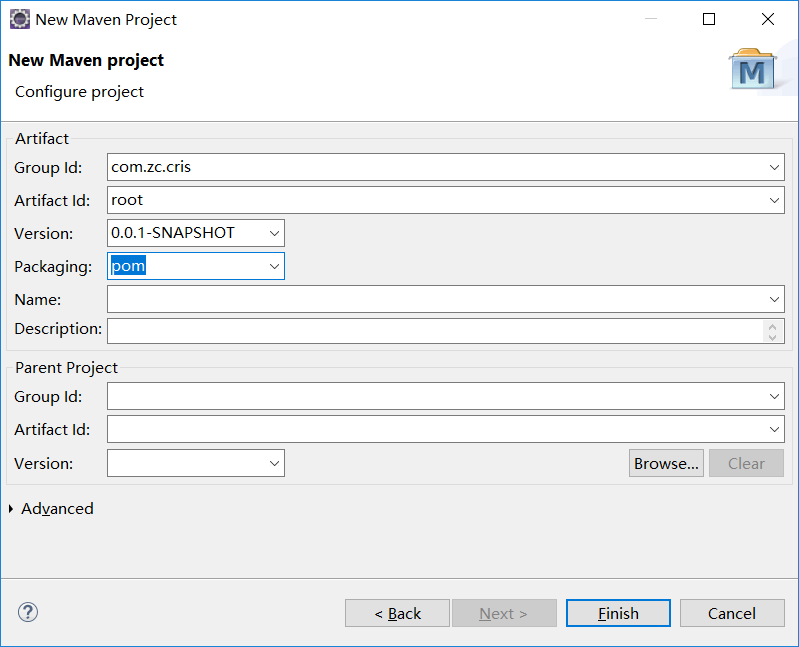 New Maven Project
New Maven project
Configure project
M
Artifact
Group Id: com.zc.cris
Artifact Id: root
Version: 0.0.1-SNAPSHOT
Packaging: pom
Name:
Description:
Parent Project
Group Id:
Artifact Id:
Version: Browse... Clear
Advanced
? < Back Next > Finish Cancel